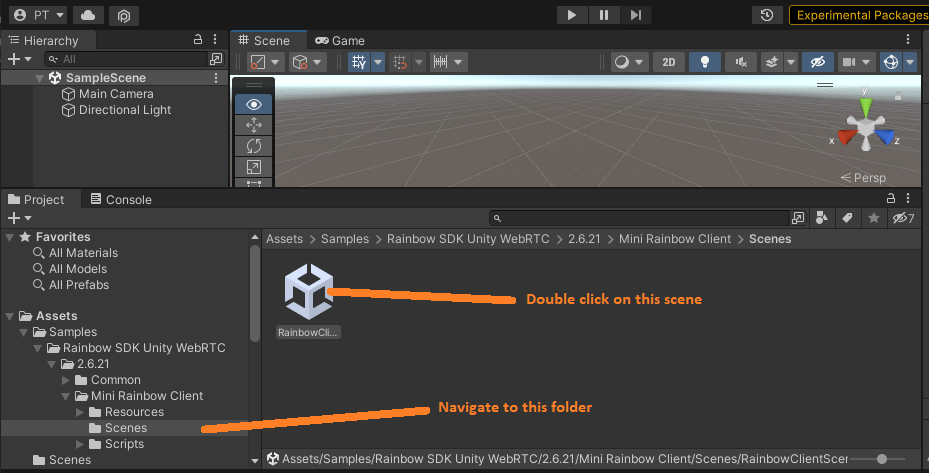 PT
Experimental Packages
Hierarchy
Scene
Game
All
2D
SampleScene
Main Camera
Directional Light
y
x
z
Persp
Project
Console
7
Favorites
All Materials
All Models
All Prefabs
Assets > Samples > Rainbow SDK Unity WebRTC > 2.6.21 > Mini Rainbow Client > Scenes
Double click on this scene
RainbowCli...
Assets
Samples
Rainbow SDK Unity WebRTC
2.6.21
Common
Mini Rainbow Client
Resources
Scenes
Scripts
Scenes
Navigate to this folder
Assets/Samples/Rainbow SDK Unity WebRTC/2.6.21/Mini Rainbow Client/Scenes/RainbowClientScen